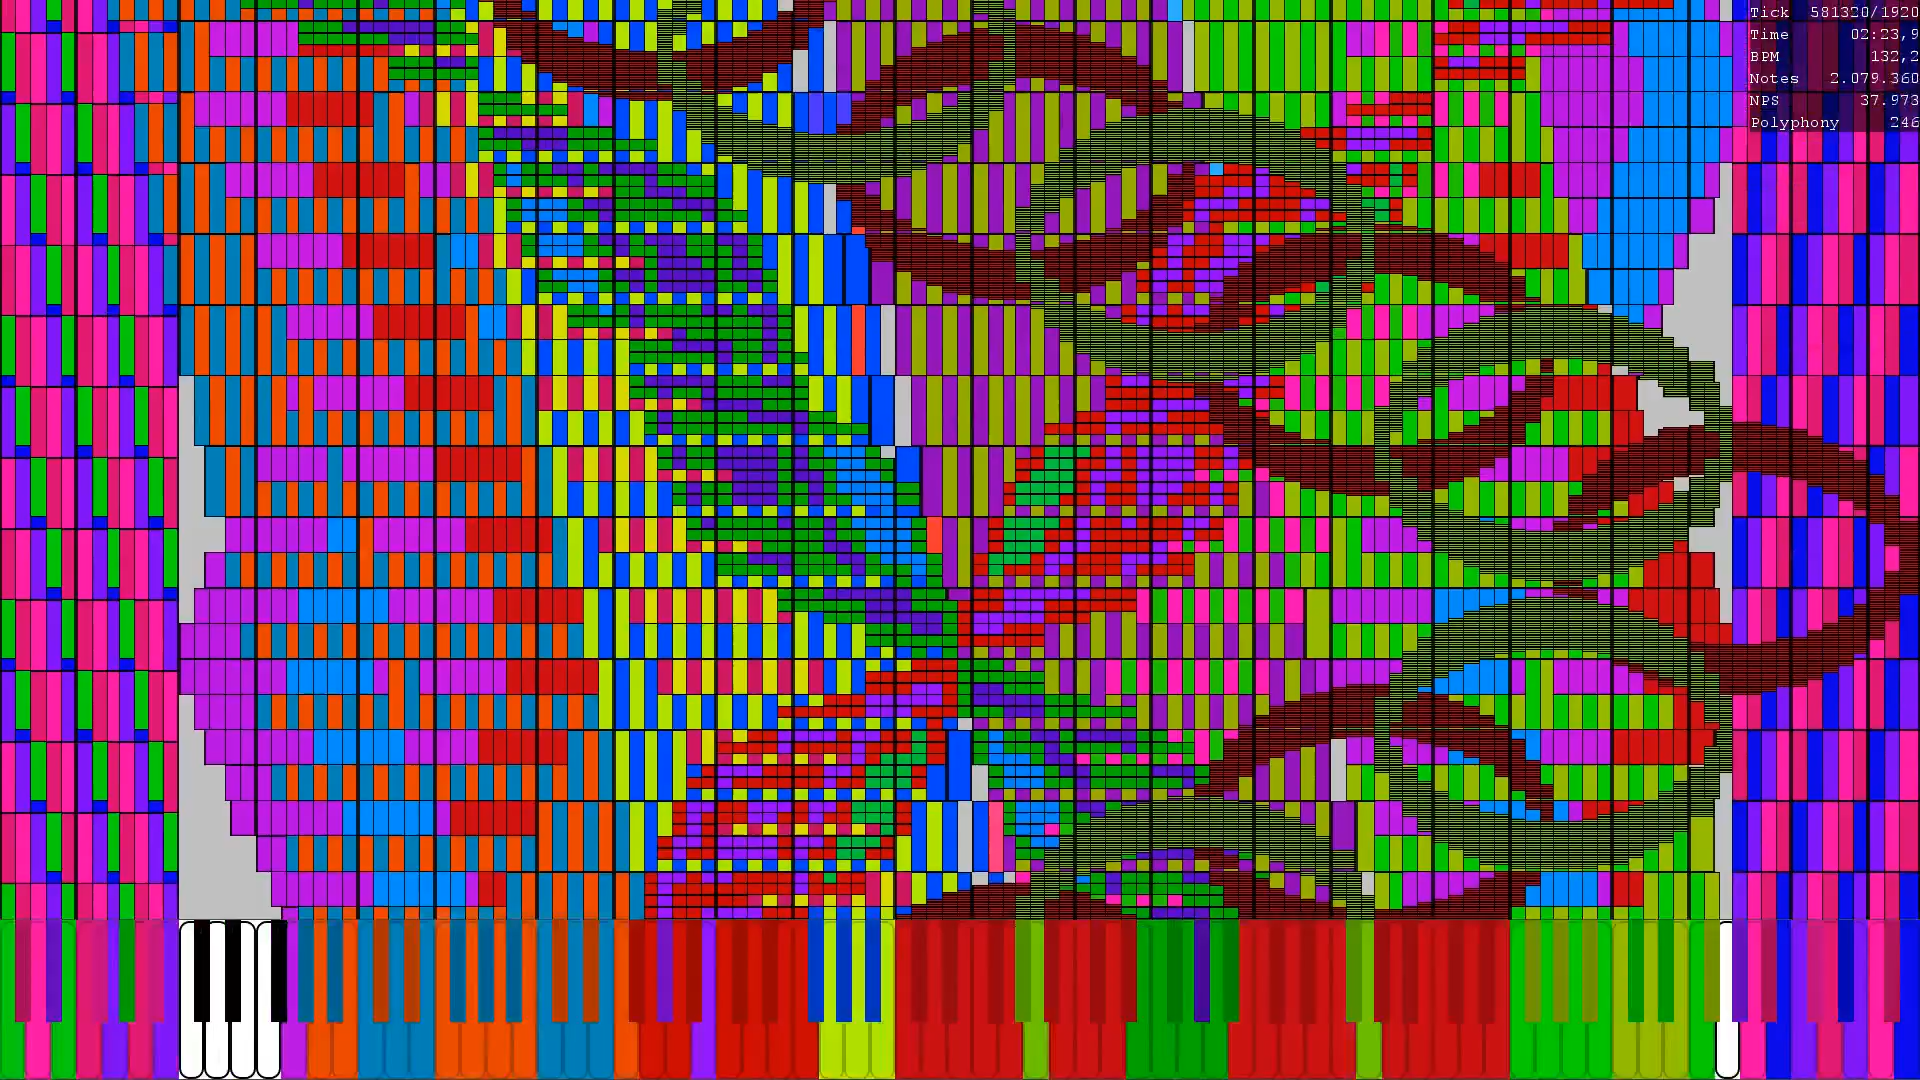 Tick 581320/1920
Time 02:23,9
BPM 132,2
Notes 2.079.360
NPS 37.973
Polyphony 246